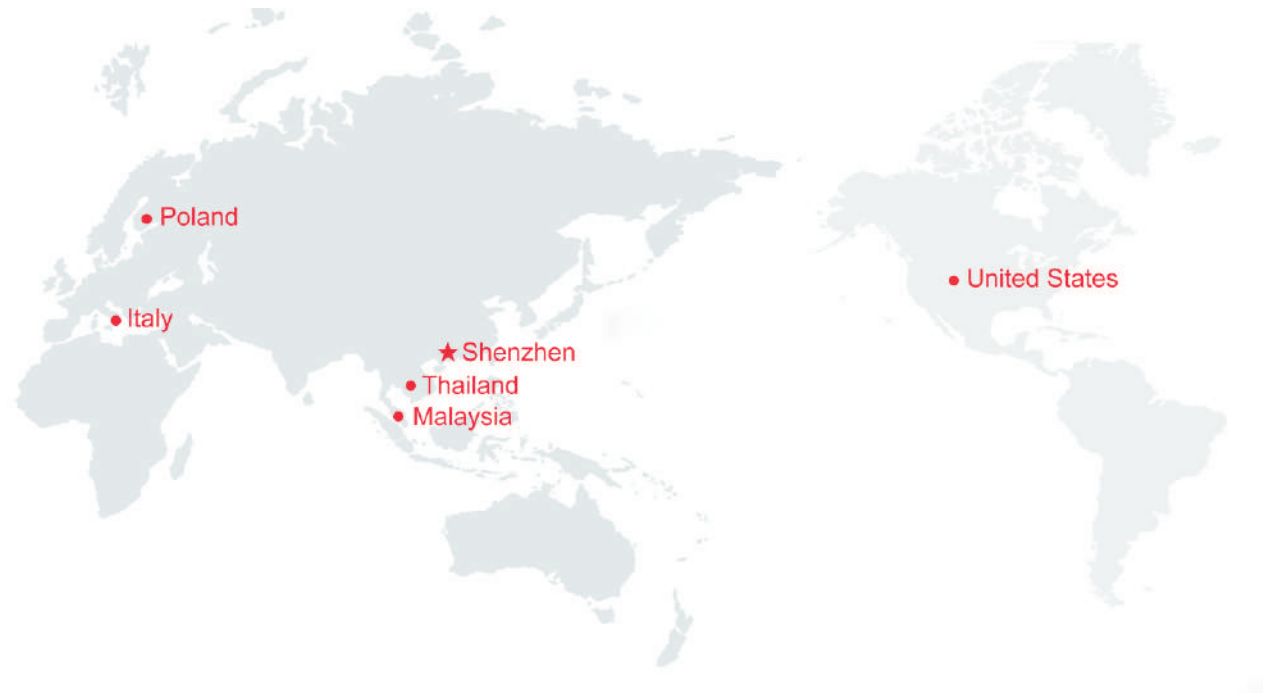 Poland
United States
Italy
Shenzhen
Thailand
Malaysia